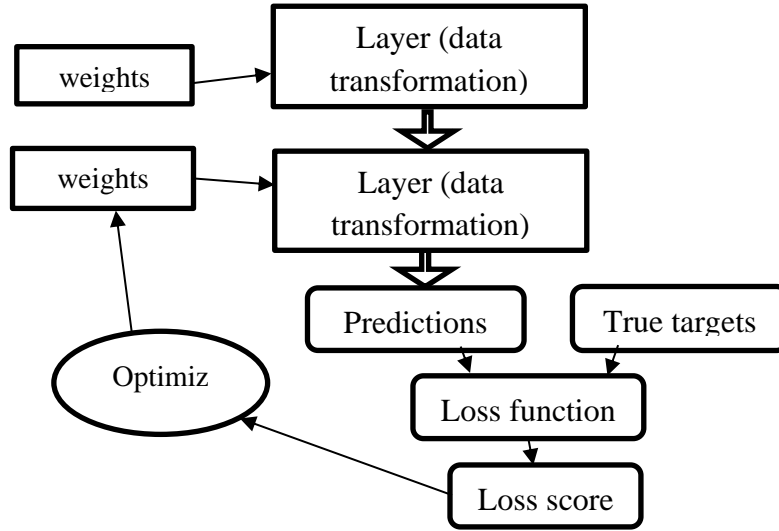 weights
Layer (data
transformation)
weights
Layer (data
transformation)
Predictions
True targets
Optimiz
Loss function
Loss score